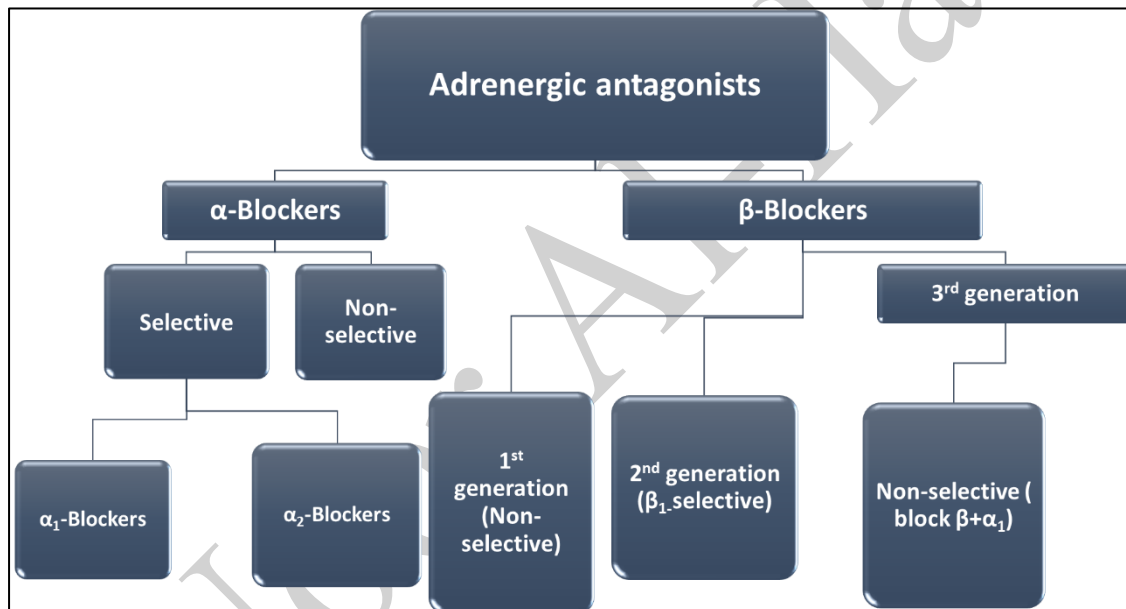 Adrenergic antagonists
α-Blockers
β-Blockers
Selective
Non-
selective
3rd generation
α1-Blockers
α2-Blockers
1st
generation
(Non-
selective)
2nd generation
(β1-selective)
Non-selective (
block β+α1)